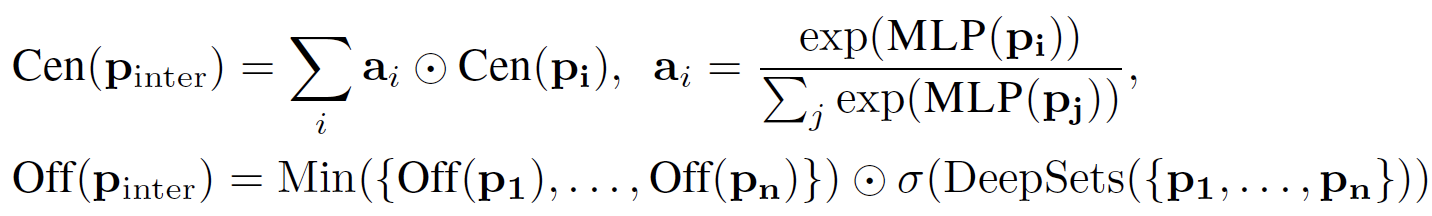 Cen(p_inter) = ∑_i a_i ⊙ Cen(p_i), a_i = exp(MLP(p_i)) / ∑_j exp(MLP(p_j)),
Off(p_inter) = Min({Off(p_1), . . . , Off(p_n)}) ⊙ σ(DeepSets({p_1, . . . , p_n}))